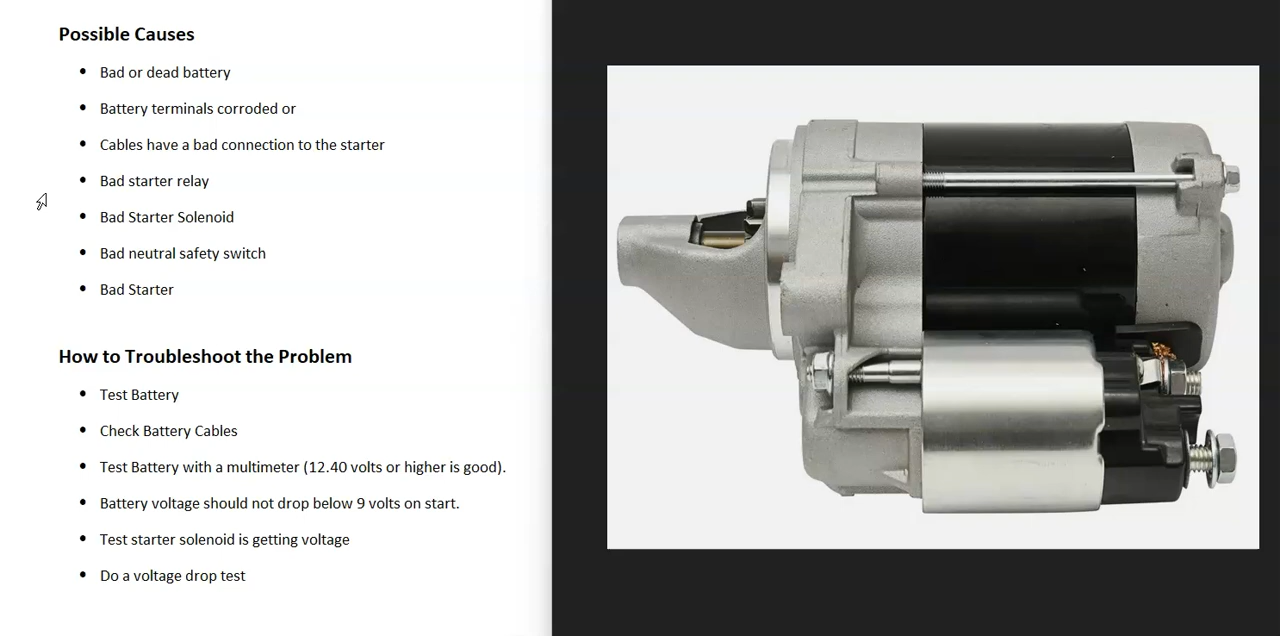 Possible Causes
Bad or dead battery
Battery terminals corroded or
Cables have a bad connection to the starter
Bad starter relay
Bad Starter Solenoid
Bad neutral safety switch
Bad Starter
How to Troubleshoot the Problem
Test Battery
Check Battery Cables
Test Battery with a multimeter (12.40 volts or higher is good).
Battery voltage should not drop below 9 volts on start.
Test starter solenoid is getting voltage
Do a voltage drop test